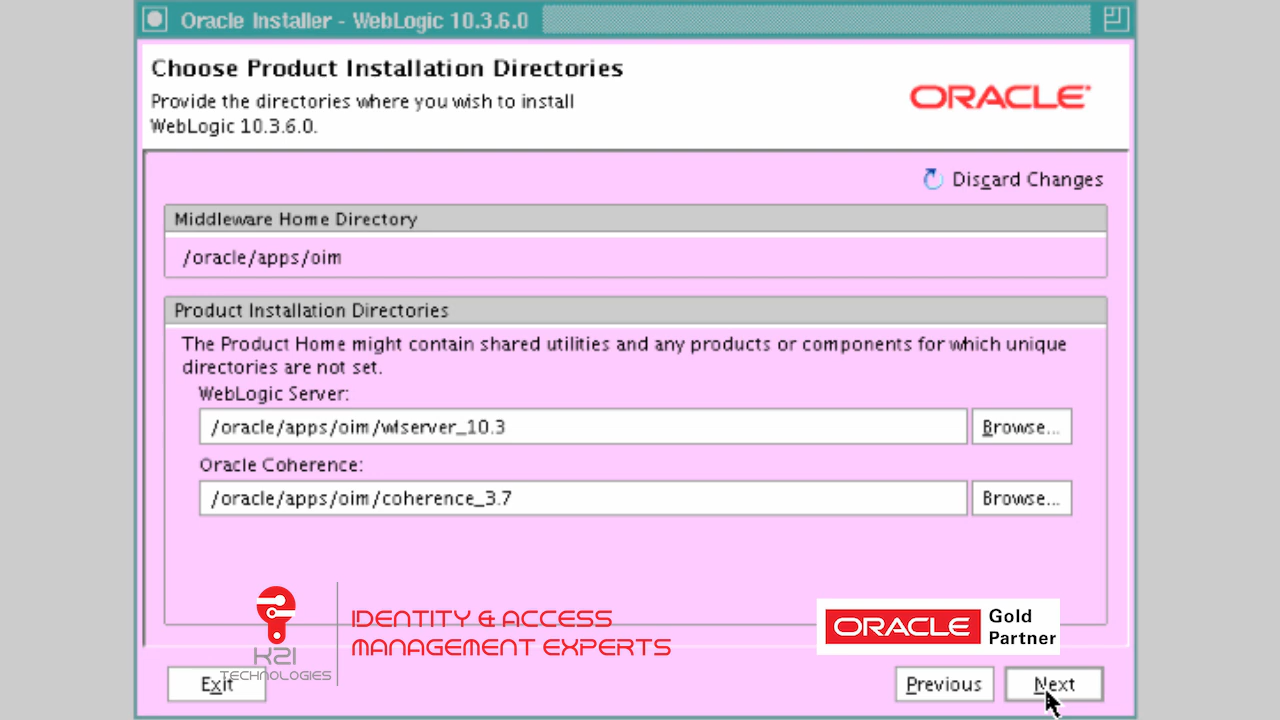 Oracle Installer - WebLogic 10.3.6.0
Choose Product Installation Directories
Provide the directories where you wish to install
WebLogic 10.3.6.0.
ORACLE
Discard Changes
Middleware Home Directory
/oracle/apps/oim
Product Installation Directories
The Product Home might contain shared utilities and any products or components for which unique
directories are not set.
WebLogic Server:
/oracle/apps/oim/wlserver_10.3
Browse...
Oracle Coherence:
/oracle/apps/oim/coherence_3.7
Browse...
K21
TECHNOLOGIES
IDENTITY & ACCESS
MANAGEMENT EXPERTS
ORACLE
Gold
Partner
Exit
Previous
Next